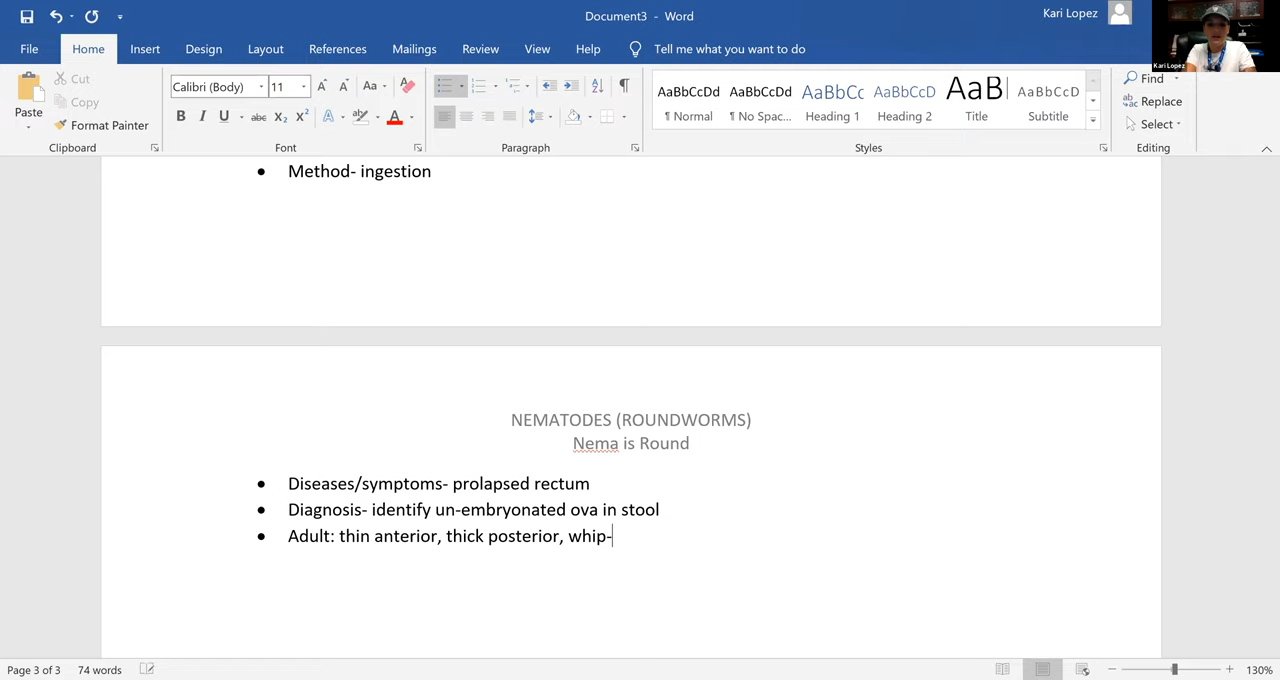 Document3 - Word
Kari Lopez
Kari Lopez
File Home Insert Design Layout References Mailings Review View Help Tell me what you want to do
Paste
Cut
Copy
Format Painter
Clipboard
Calibri (Body) 11
Font
Paragraph
AaBbCcDd AaBbCcDd AaBbCc AaBbCcD AaB AaBbCcD
¶ Normal ¶ No Spac... Heading 1 Heading 2 Title Subtitle
Styles
Find
Replace
Select
Editing
• Method- ingestion
NEMATODES (ROUNDWORMS)
Nema is Round
• Diseases/symptoms- prolapsed rectum
• Diagnosis- identify un-embryonated ova in stool
• Adult: thin anterior, thick posterior, whip-
Page 3 of 3 74 words 130%